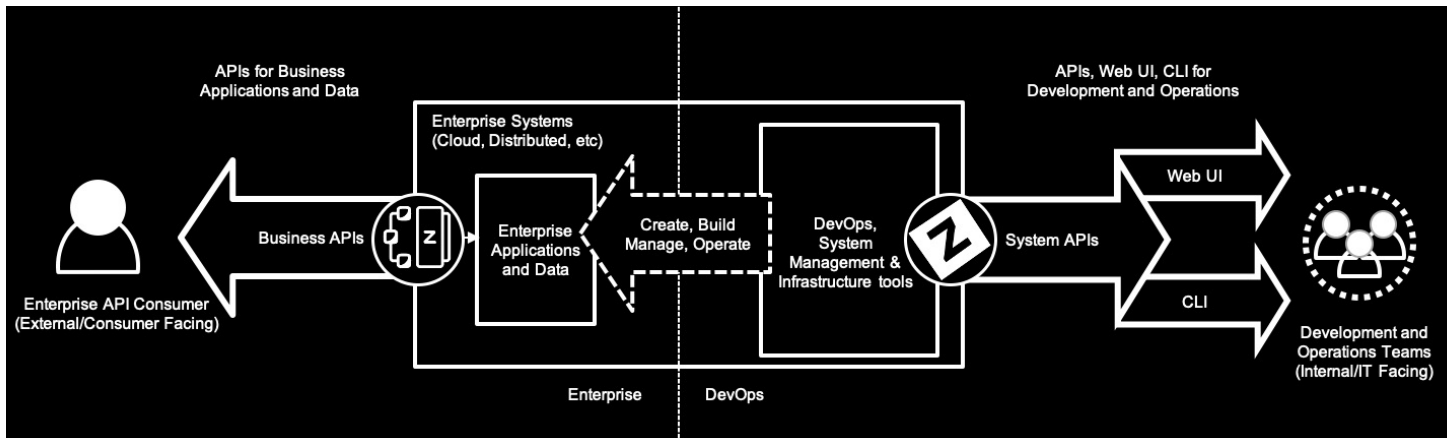 APIs for Business
Applications and Data
APIs, Web UI, CLI for
Development and Operations
Enterprise Systems
(Cloud, Distributed, etc)
Business APIs
Z
Enterprise
Applications
and Data
Create, Build
Manage, Operate
DevOps,
System
Management &
Infrastructure tools
Z
System APIs
Web UI
CLI
Enterprise API Consumer
(External/Consumer Facing)
Development and
Operations Teams
(Internal/IT Facing)
Enterprise
DevOps